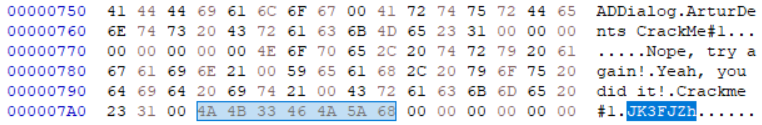 00000750 41 44 44 69 61 6C 6F 67 00 41 72 74 75 72 44 65 ADDialog.ArturDe
00000760 6E 74 73 20 43 72 61 63 6B 4D 65 23 31 00 00 00 nts CrackMe#1...
00000770 00 00 00 00 00 4E 6F 70 65 2C 20 74 72 79 20 61 .....Nope, try a
00000780 67 61 69 6E 21 00 59 65 61 68 2C 20 79 6F 75 20 gain!.Yeah, you
00000790 64 69 64 20 69 74 21 00 43 72 61 63 6B 6D 65 20 did it!.Crackme
000007A0 23 31 00 4A 4B 33 46 4A 5A 68 00 00 00 00 00 00 #1.JK3FJZh......